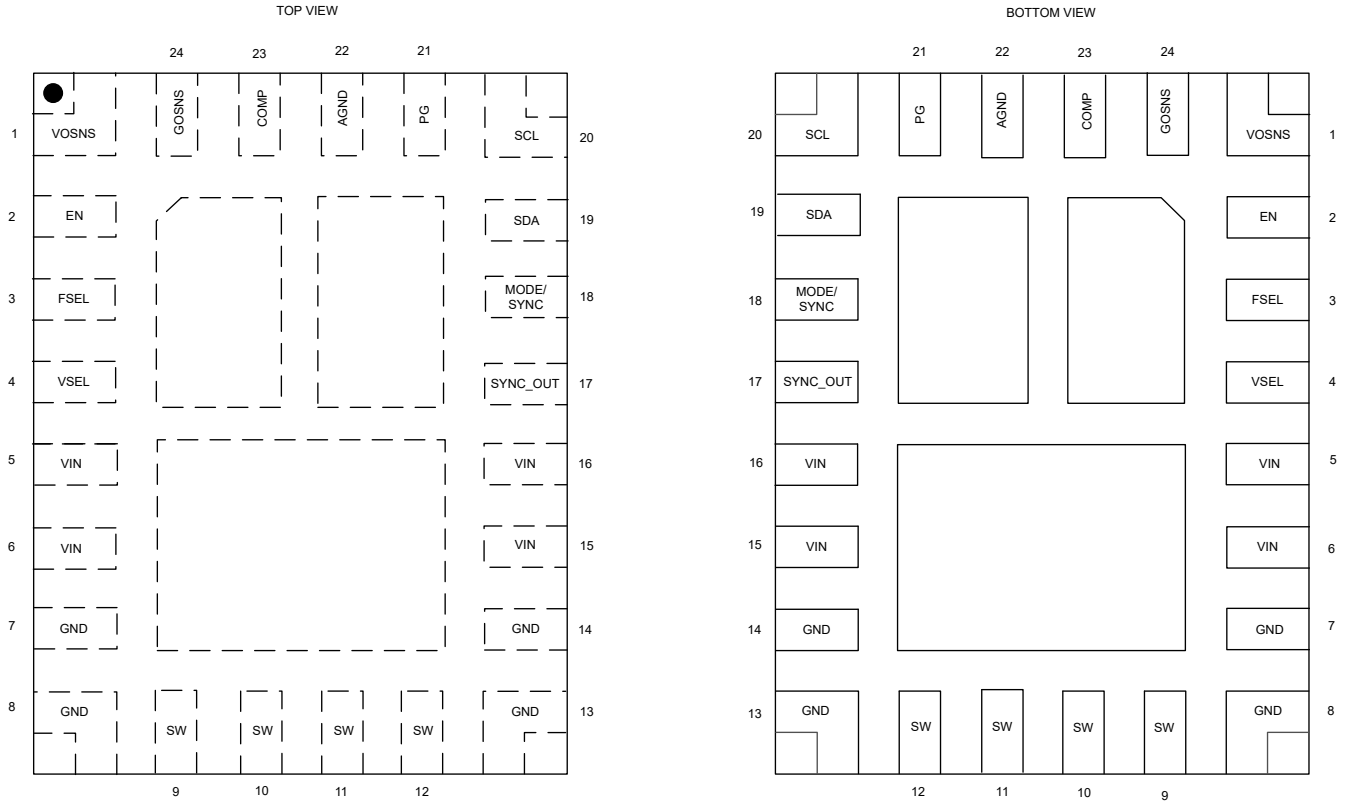 TOP VIEW
24 23 22 21
GOSNS COMP AGND PG
1 VOSNS SCL 20
2 EN SDA 19
3 FSEL MODE/
SYNC 18
4 VSEL SYNC_OUT 17
5 VIN VIN 16
6 VIN VIN 15
7 GND GND 14
8 GND GND 13
SW SW SW SW
9 10 11 12
BOTTOM VIEW
21 22 23 24
PG AGND COMP GOSNS
20 SCL VOSNS 1
19 SDA EN 2
18 MODE/
SYNC FSEL 3
17 SYNC_OUT VSEL 4
16 VIN VIN 5
15 VIN VIN 6
14 GND GND 7
13 GND GND 8
SW SW SW SW
12 11 10 9